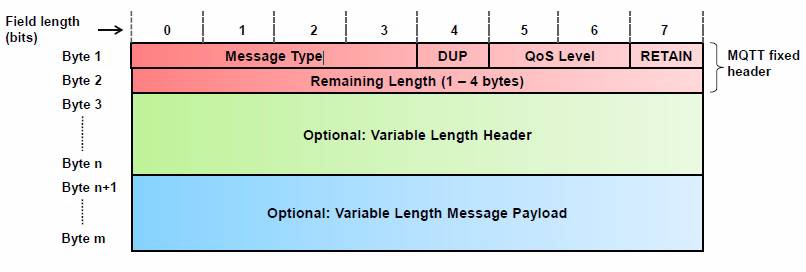 Field length
(bits)
0 1 2 3 4 5 6 7
Byte 1 Message Type DUP QoS Level RETAIN MQTT fixed
header
Byte 2 Remaining Length (1 – 4 bytes)
Byte 3
Optional: Variable Length Header
Byte n
Byte n+1
Optional: Variable Length Message Payload
Byte m